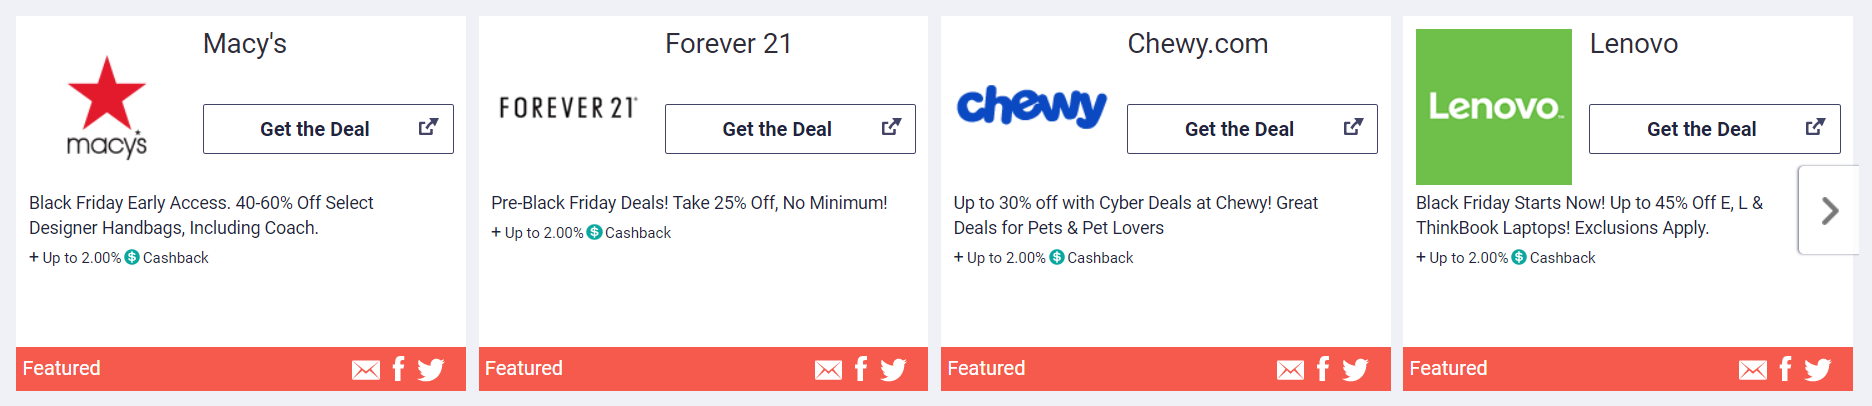 Macy's
macy's
Get the Deal
Black Friday Early Access. 40-60% Off Select
Designer Handbags, Including Coach.
+ Up to 2.00% $ Cashback
Featured
Forever 21
FOREVER 21
Get the Deal
Pre-Black Friday Deals! Take 25% Off, No Minimum!
+ Up to 2.00% $ Cashback
Featured
Chewy.com
chewy
Get the Deal
Up to 30% off with Cyber Deals at Chewy! Great
Deals for Pets & Pet Lovers
+ Up to 2.00% $ Cashback
Featured
Lenovo
Lenovo
Get the Deal
Black Friday Starts Now! Up to 45% Off E, L &
ThinkBook Laptops! Exclusions Apply.
+ Up to 2.00% $ Cashback
Featured